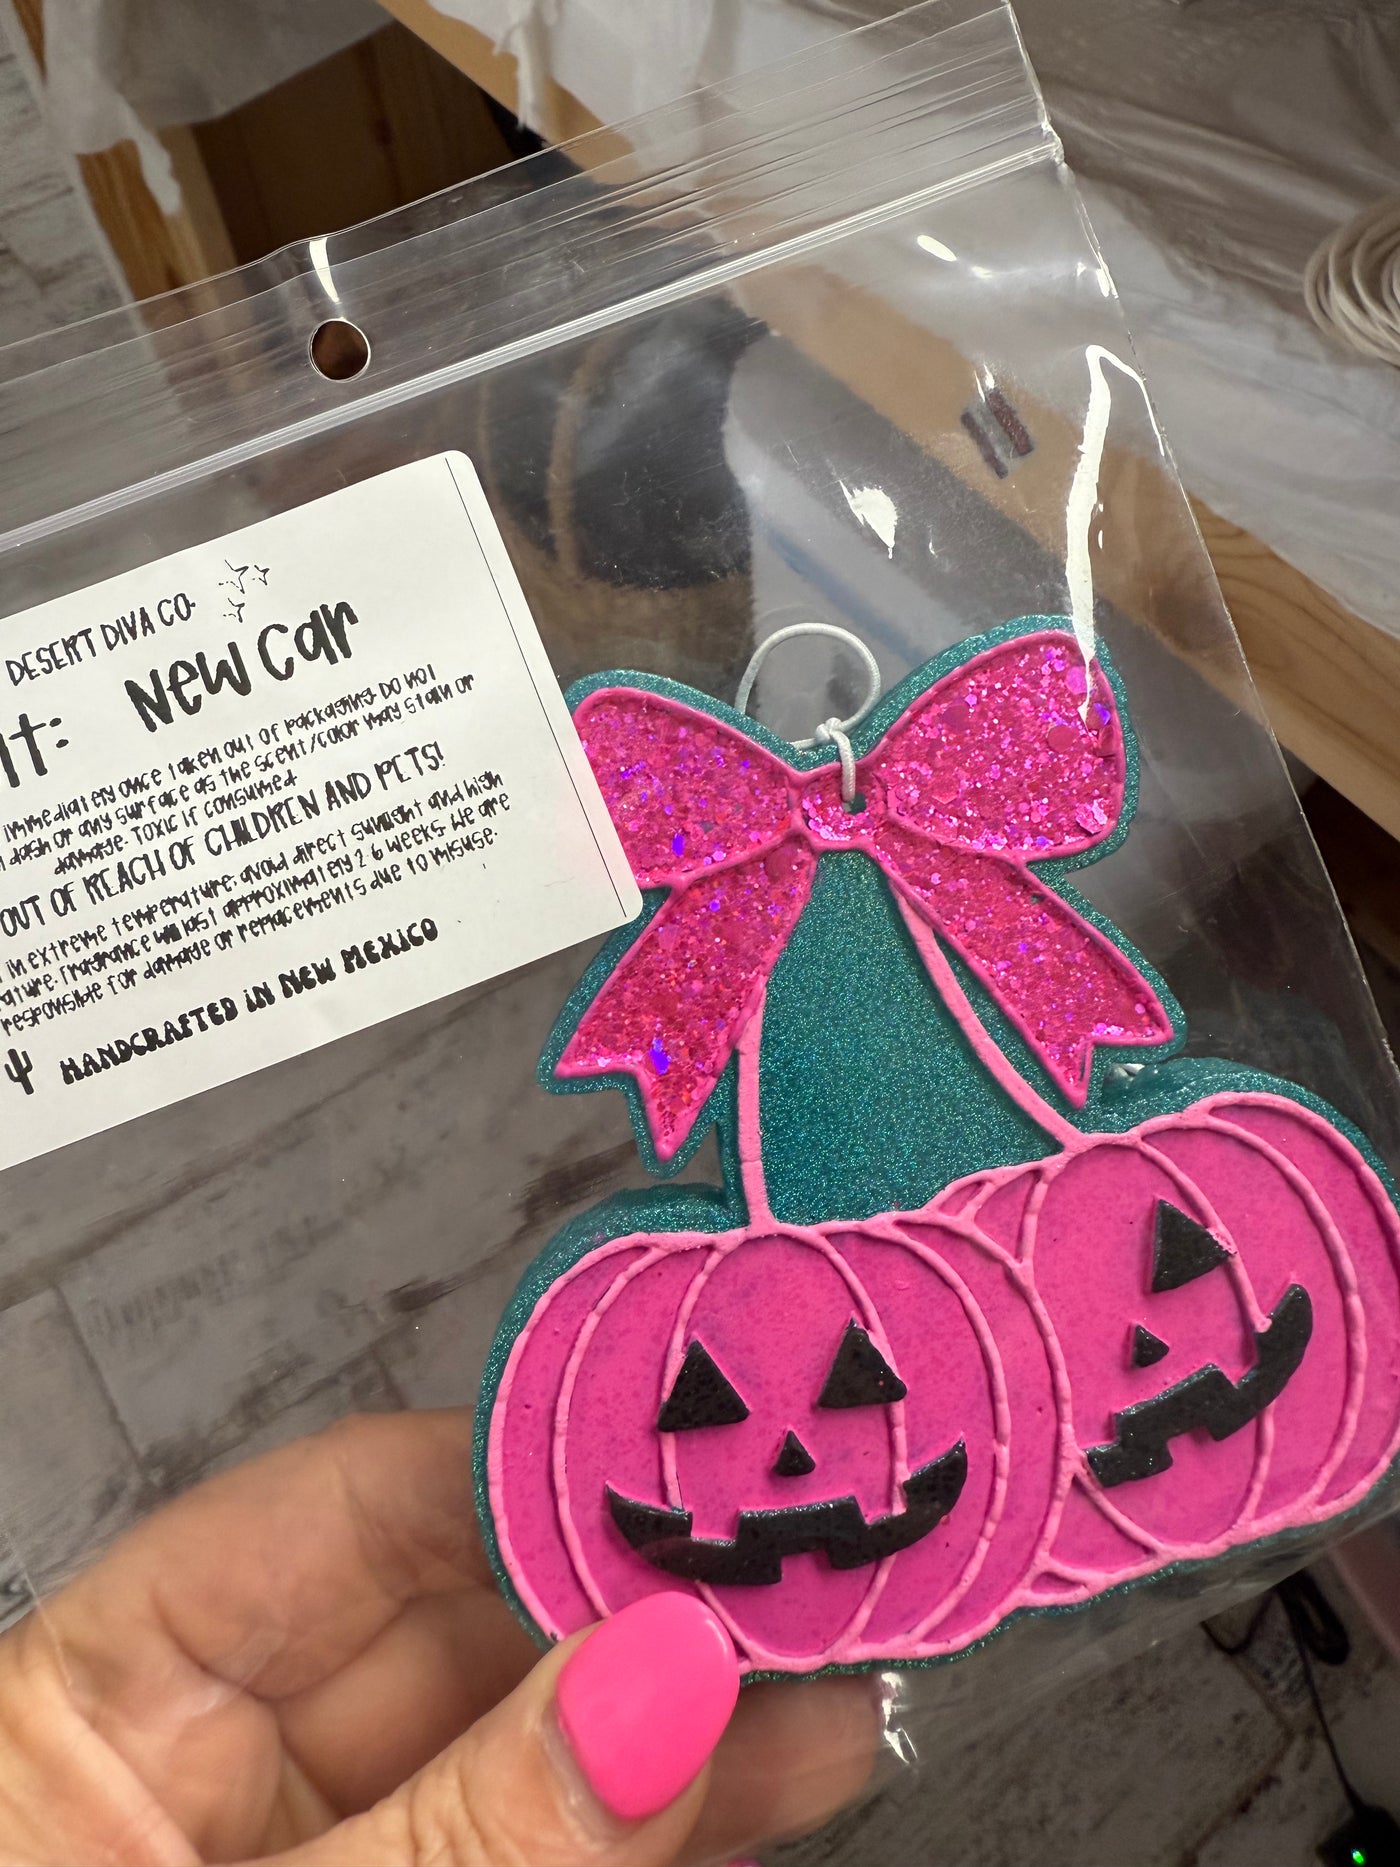 DESERT DIVA CO.
nt: New Car
immediately once taken out of packaging. DO NOT
dash or any surface as the scent/color may stain or
damage. Toxic if consumed
OUT OF REACH OF CHILDREN AND PETS!
in extreme temperature; avoid direct sunlight and high
ature. Fragrance will last approximately 2-6 weeks. We are
responsible for damage or replacements due to misuse.
HANDCRAFTED IN NEW MEXICO